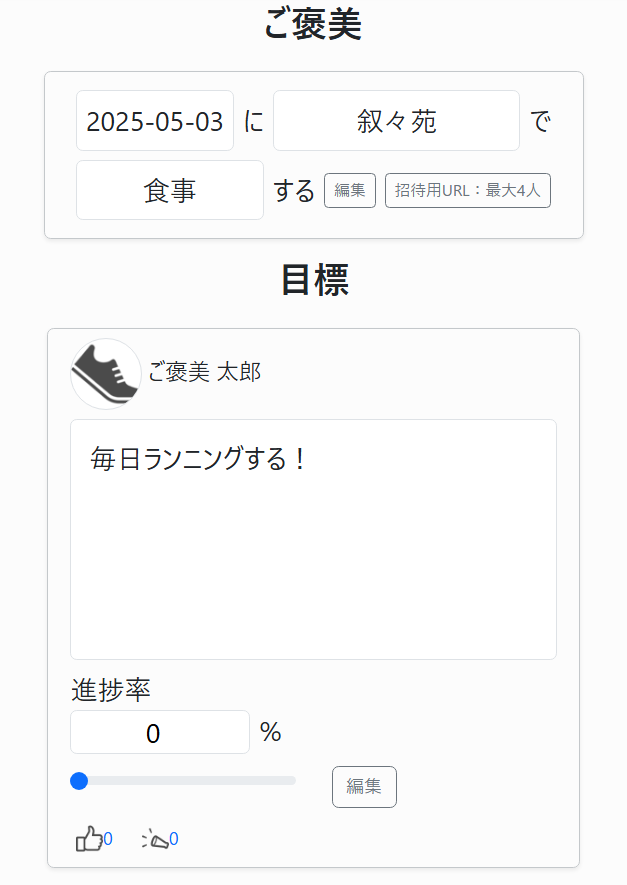 ご褒美
2025-05-03 に 叙々苑 で
食事 する 編集 招待用URL：最大4人
目標
ご褒美 太郎
毎日ランニングする！
進捗率
0 %
編集
0 0